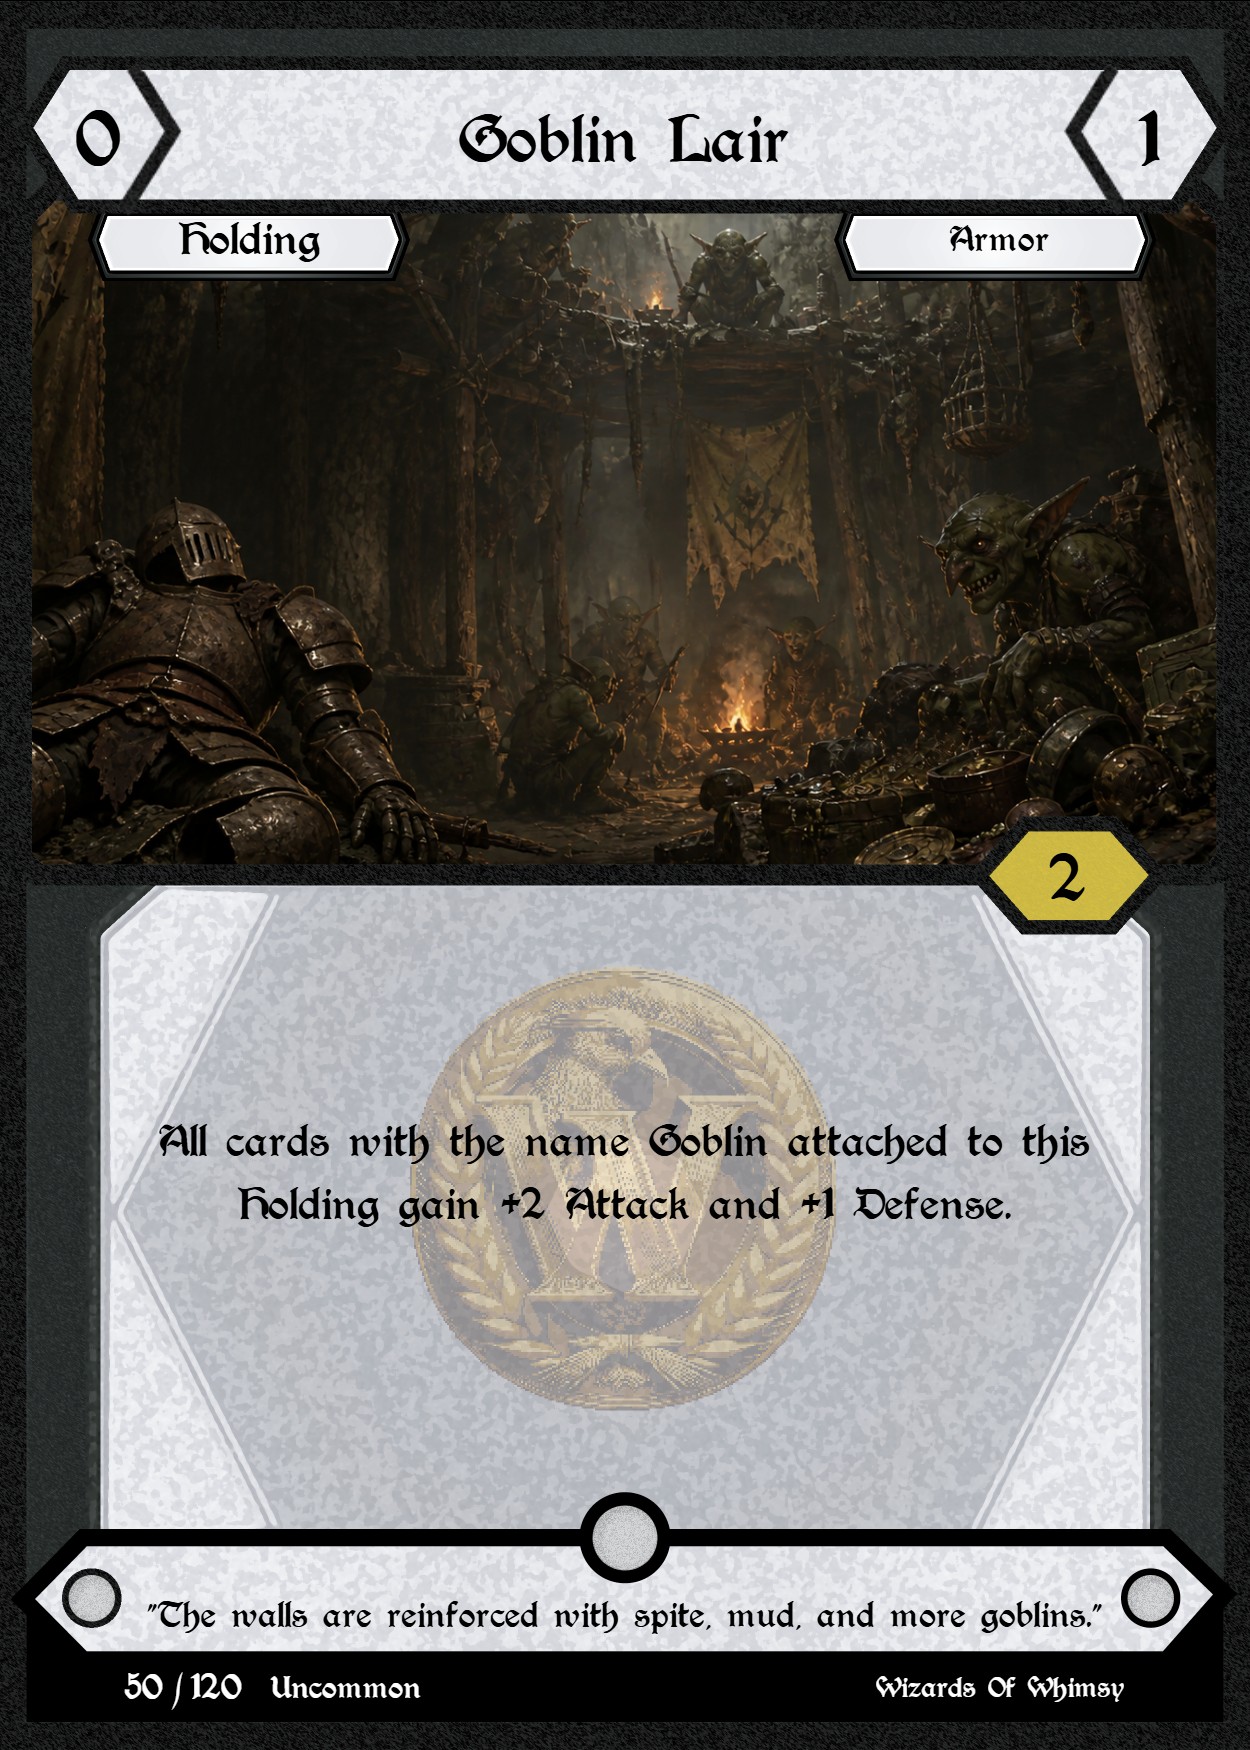 0
Goblin Lair
1
Holding
Armor
2
W
All cards with the name Goblin attached to this
Holding gain +2 Attack and +1 Defense.
"The walls are reinforced with spite, mud, and more goblins."
50 / 120 Uncommon
Wizards Of Whimsy